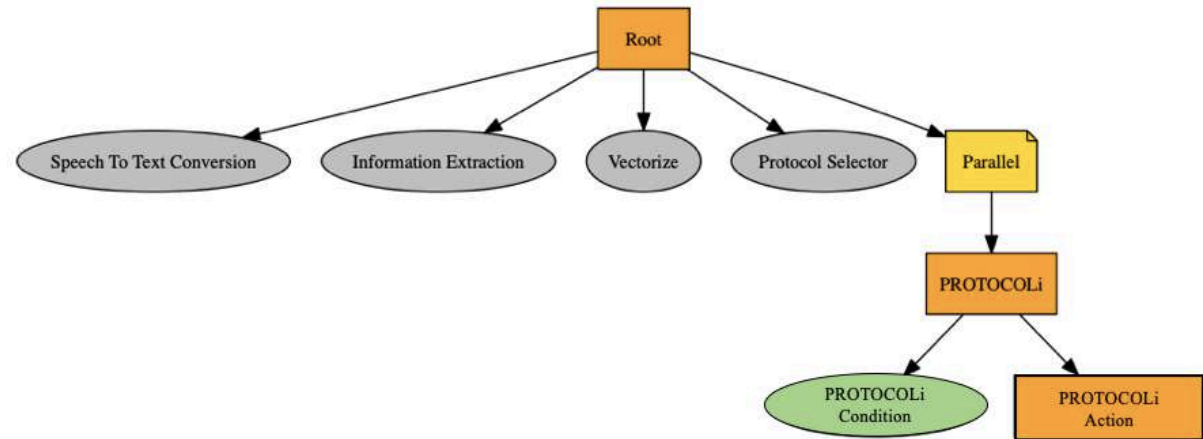 Root
Speech To Text Conversion
Information Extraction
Vectorize
Protocol Selector
Parallel
PROTOCOLi
PROTOCOLi
Condition
PROTOCOLi
Action